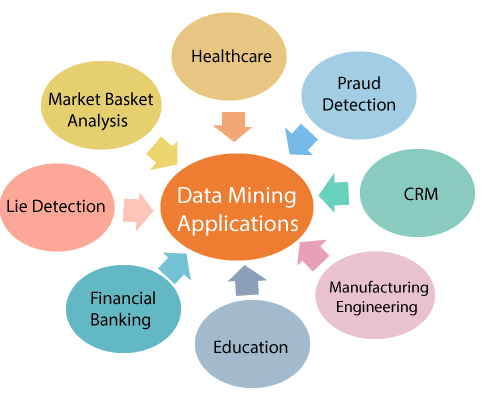 Healthcare
Praud
Detection
CRM
Manufacturing
Engineering
Education
Financial
Banking
Lie Detection
Market Basket
Analysis
Data Mining
Applications